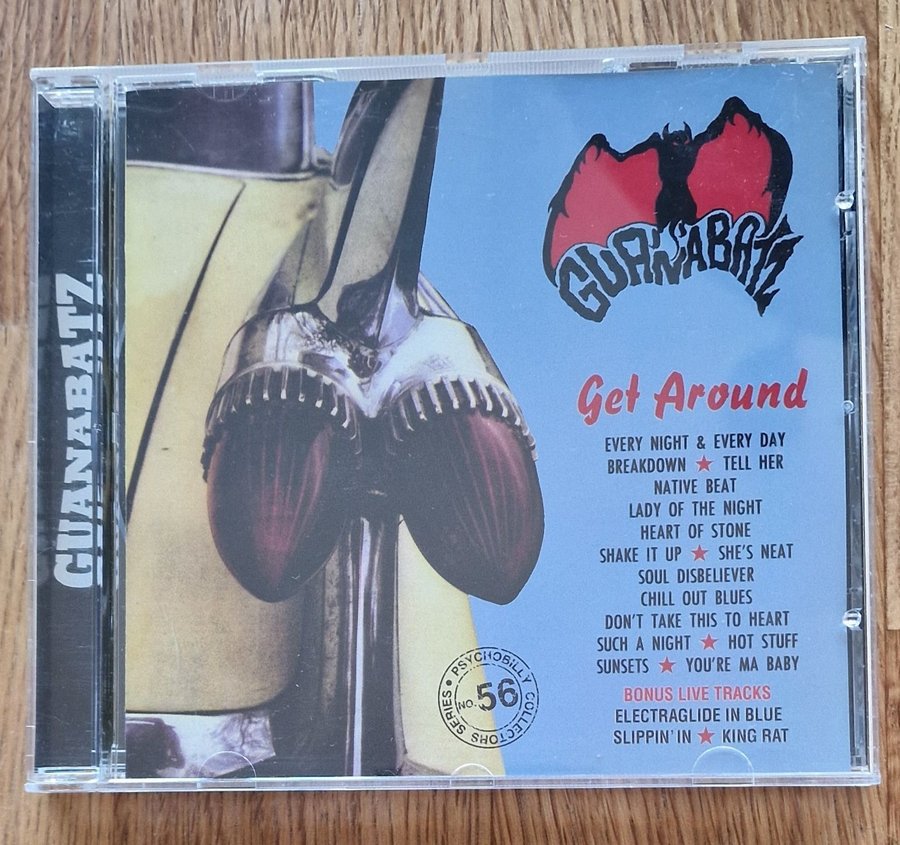 GUANABATZ
GUANABATZ
Get Around
EVERY NIGHT & EVERY DAY
BREAKDOWN ★ TELL HER
NATIVE BEAT
LADY OF THE NIGHT
HEART OF STONE
SHAKE IT UP ★ SHE'S NEAT
SOUL DISBELIEVER
CHILL OUT BLUES
DON'T TAKE THIS TO HEART
SUCH A NIGHT ★ HOT STUFF
SUNSETS ★ YOU'RE MA BABY
BONUS LIVE TRACKS
ELECTRAGLIDE IN BLUE
SLIPPIN' IN ★ KING RAT
PSYCHOBILLY COLLECTORS SERIES •
NO. 56